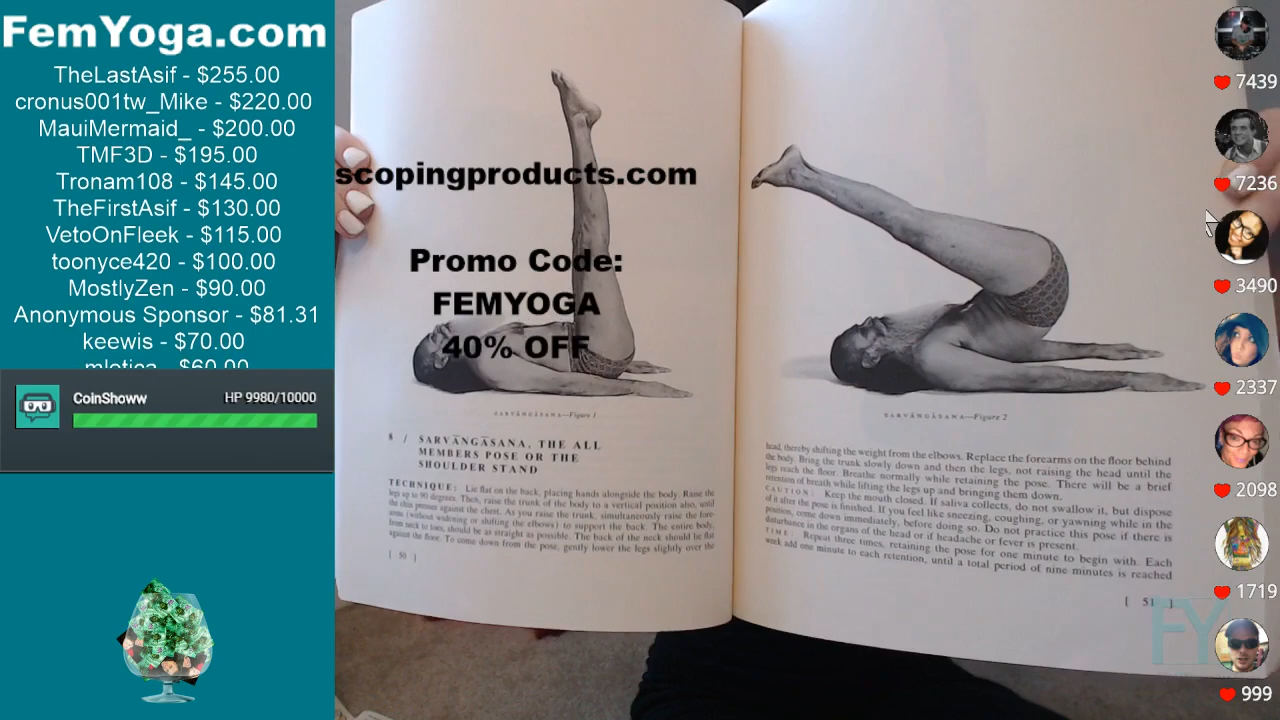 FemYoga.com
TheLastAsif - $255.00
cronus001tw_Mike - $220.00
MauiMermaid_ - $200.00
TMF3D - $195.00
Tronam108 - $145.00
TheFirstAsif - $130.00
VetoOnFleek - $115.00
toonyce420 - $100.00
MostlyZen - $90.00
Anonymous Sponsor - $81.31
keewis - $70.00
CoinShoww HP 9980/10000
scopingproducts.com
Promo Code:
FEMYOGA
40% OFF
SARVĀNGĀSANA—Figure 1
8 / SARVĀNGĀSANA, THE ALL
MEMBERS POSE OR THE
SHOULDER STAND
TECHNIQUE: Lie flat on the back, placing hands alongside the body. Raise the
legs up to 90 degrees. Then, raise the trunk of the body to a vertical position also, until
the chin presses against the chest. As you raise the trunk, simultaneously raise the fore-
arms (without widening or shifting the elbows) to support the back. The entire body,
from neck to toes, should be as straight as possible. The back of the neck should lie flat
against the floor. To come down from the pose, gently lower the legs slightly over the
[ 50 ]
SARVĀNGĀSANA—Figure 2
head, thereby shifting the weight from the elbows. Replace the forearms on the floor behind
the body. Bring the trunk slowly down and then the legs, not raising the head until the
legs reach the floor. Breathe normally while retaining the pose. There will be a brief
retention of breath while lifting the legs up and bringing them down.
CAUTION: Keep the mouth closed. If saliva collects, do not swallow it, but dispose
of it after the pose is finished. If you feel like sneezing, coughing, or yawning while in the
position, come down immediately, before doing so. Do not practice this pose if there is
disturbance in the organs of the head or if headache or fever is present.
TIME: Repeat three times, retaining the pose for one minute to begin with. Each
week add one minute to each retention, until a total period of nine minutes is reached
[ 51 ]
FY
7439
7236
3490
2337
2098
1719
999